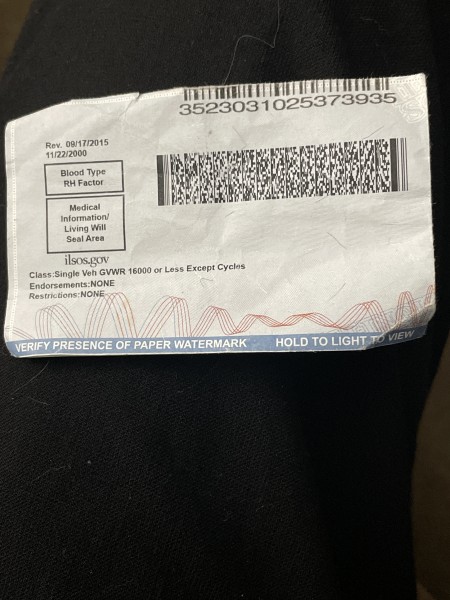 3523031025373935
Rev. 09/17/2015
11/22/2000
Blood Type
RH Factor
Medical
Information/
Living Will
Seal Area
ilsos.gov
Class:Single Veh GVWR 16000 or Less Except Cycles
Endorsements:NONE
Restrictions:NONE
VERIFY PRESENCE OF PAPER WATERMARK HOLD TO LIGHT TO VIEW